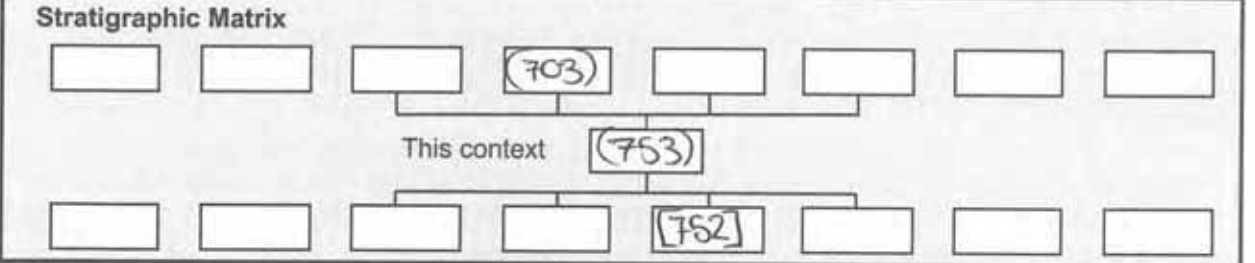 Stratigraphic Matrix
(703)
This context (753)
[752]